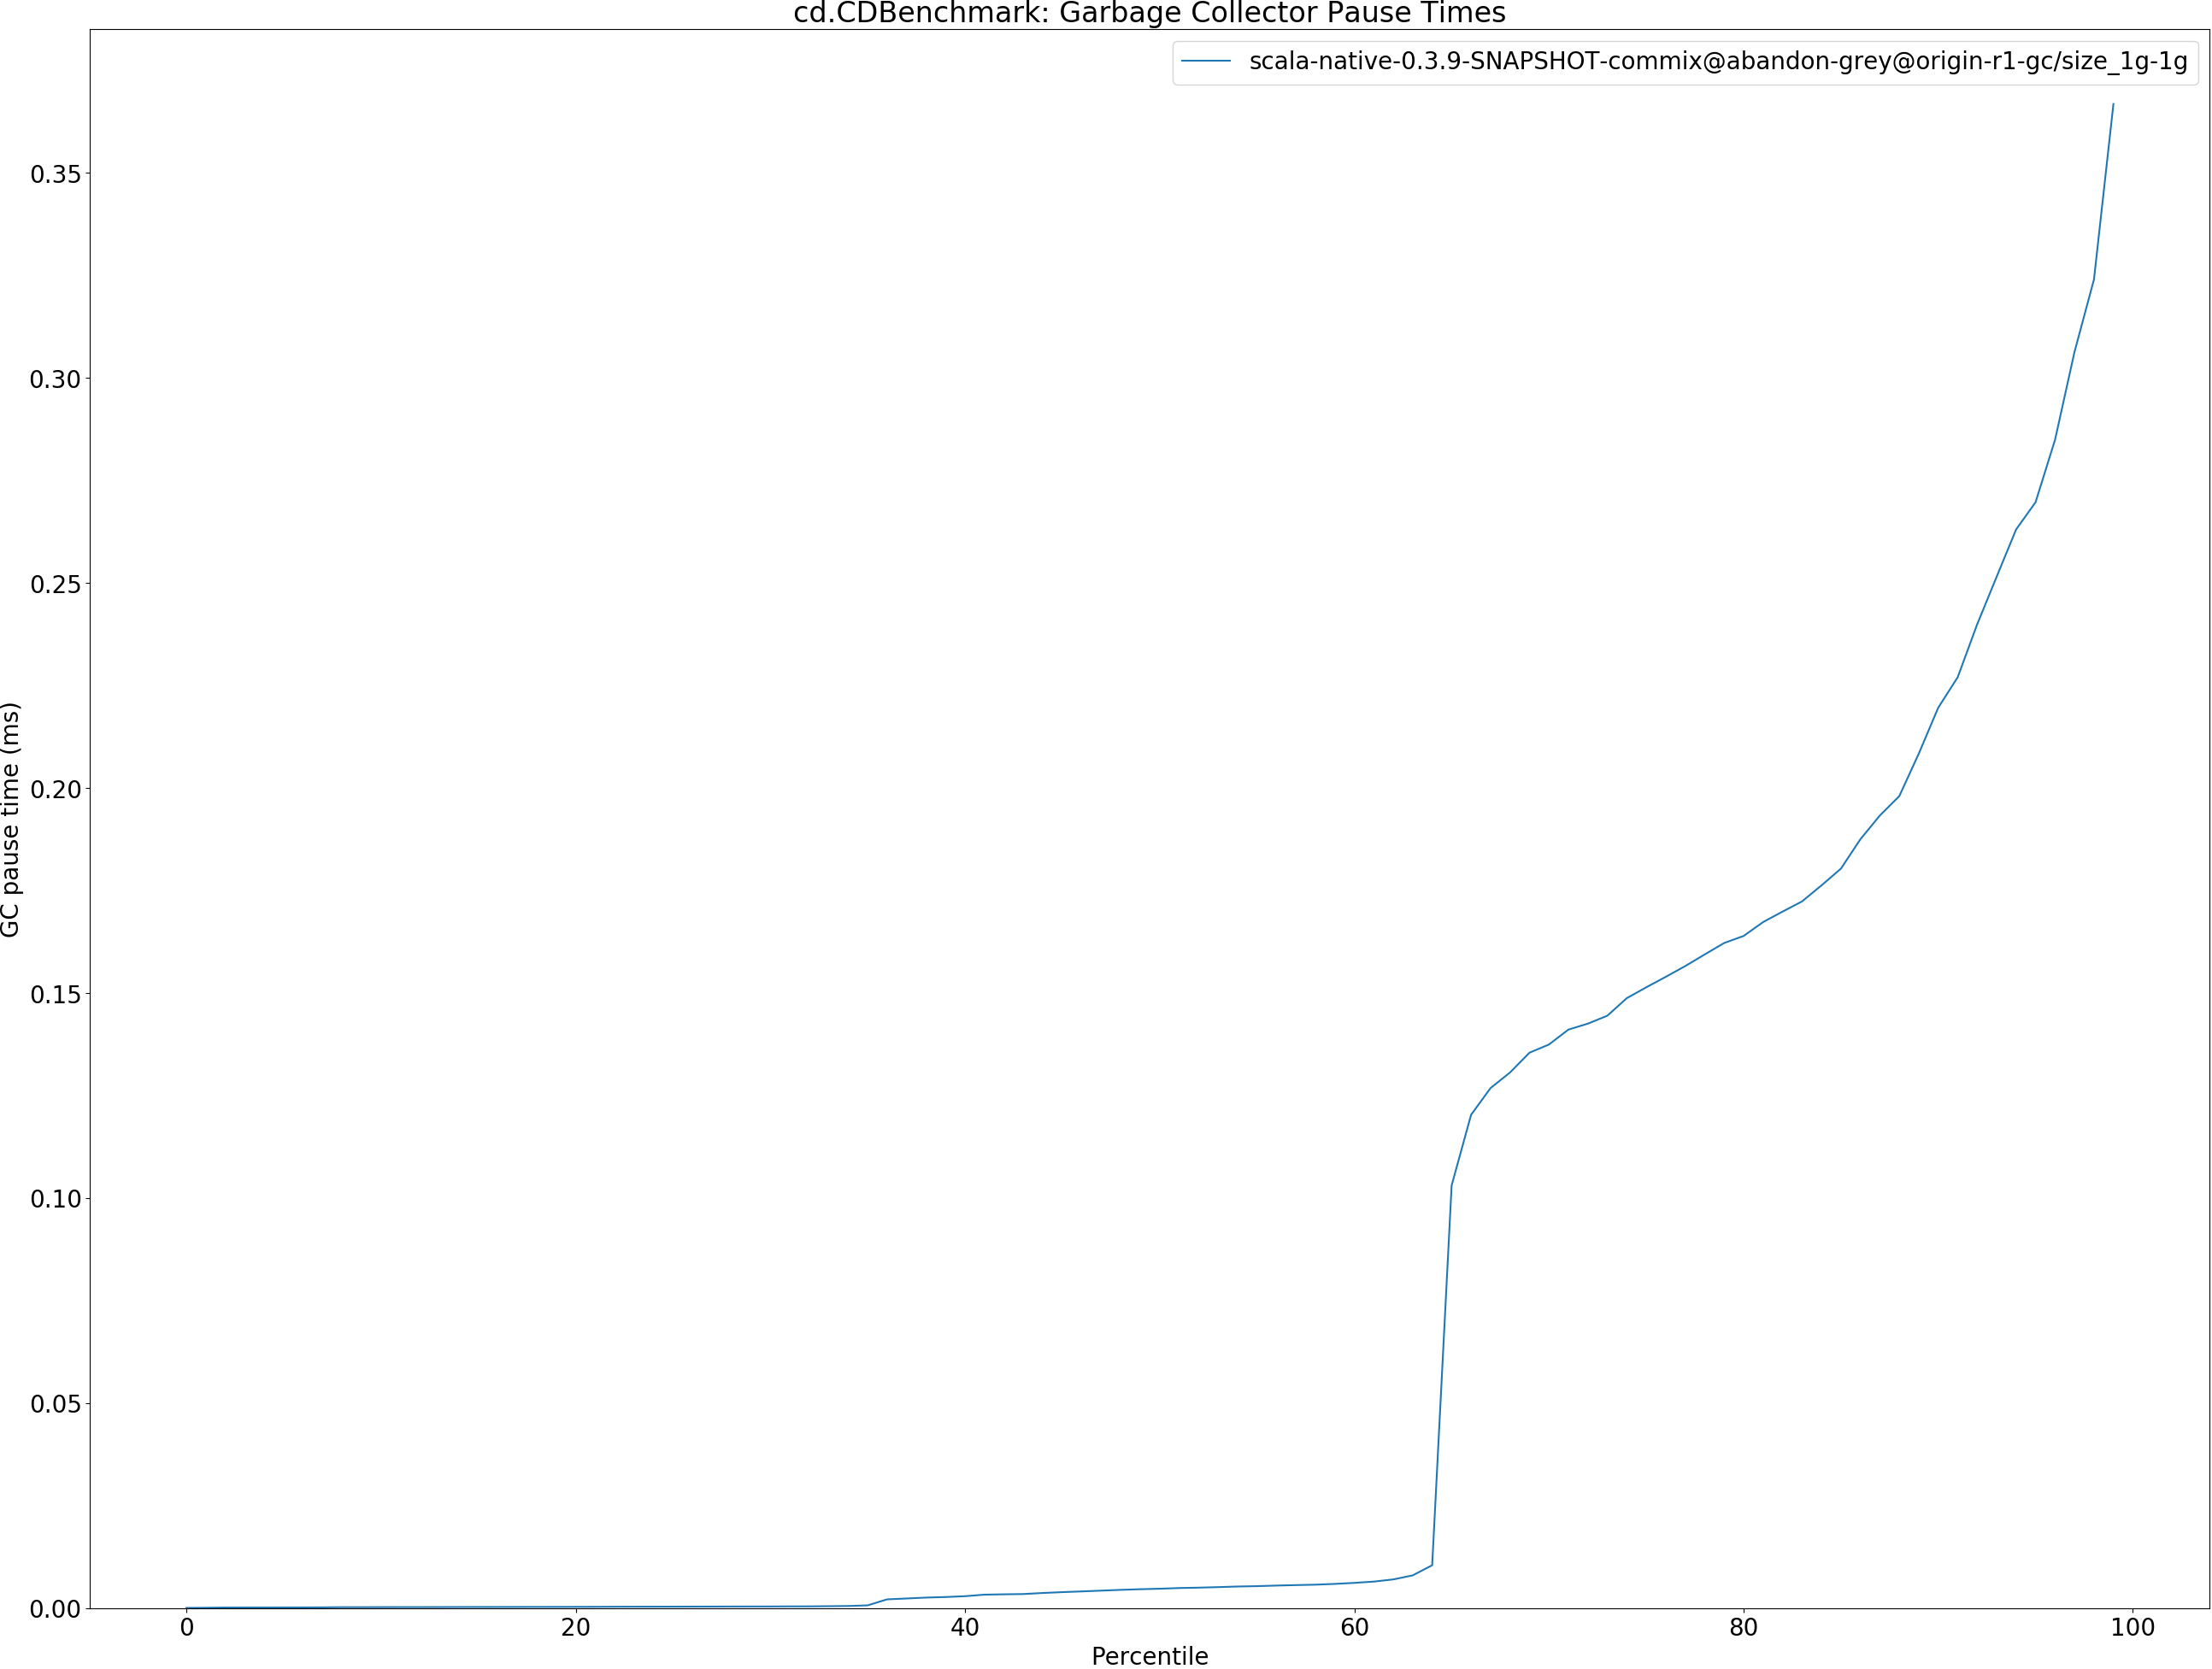 cd.CDBenchmark: Garbage Collector Pause Times
scala-native-0.3.9-SNAPSHOT-commix@abandon-grey@origin-r1-gc/size_1g-1g
GC pause time (ms)
0.35
0.30
0.25
0.20
0.15
0.10
0.05
0.00
0 20 40 60 80 100
Percentile